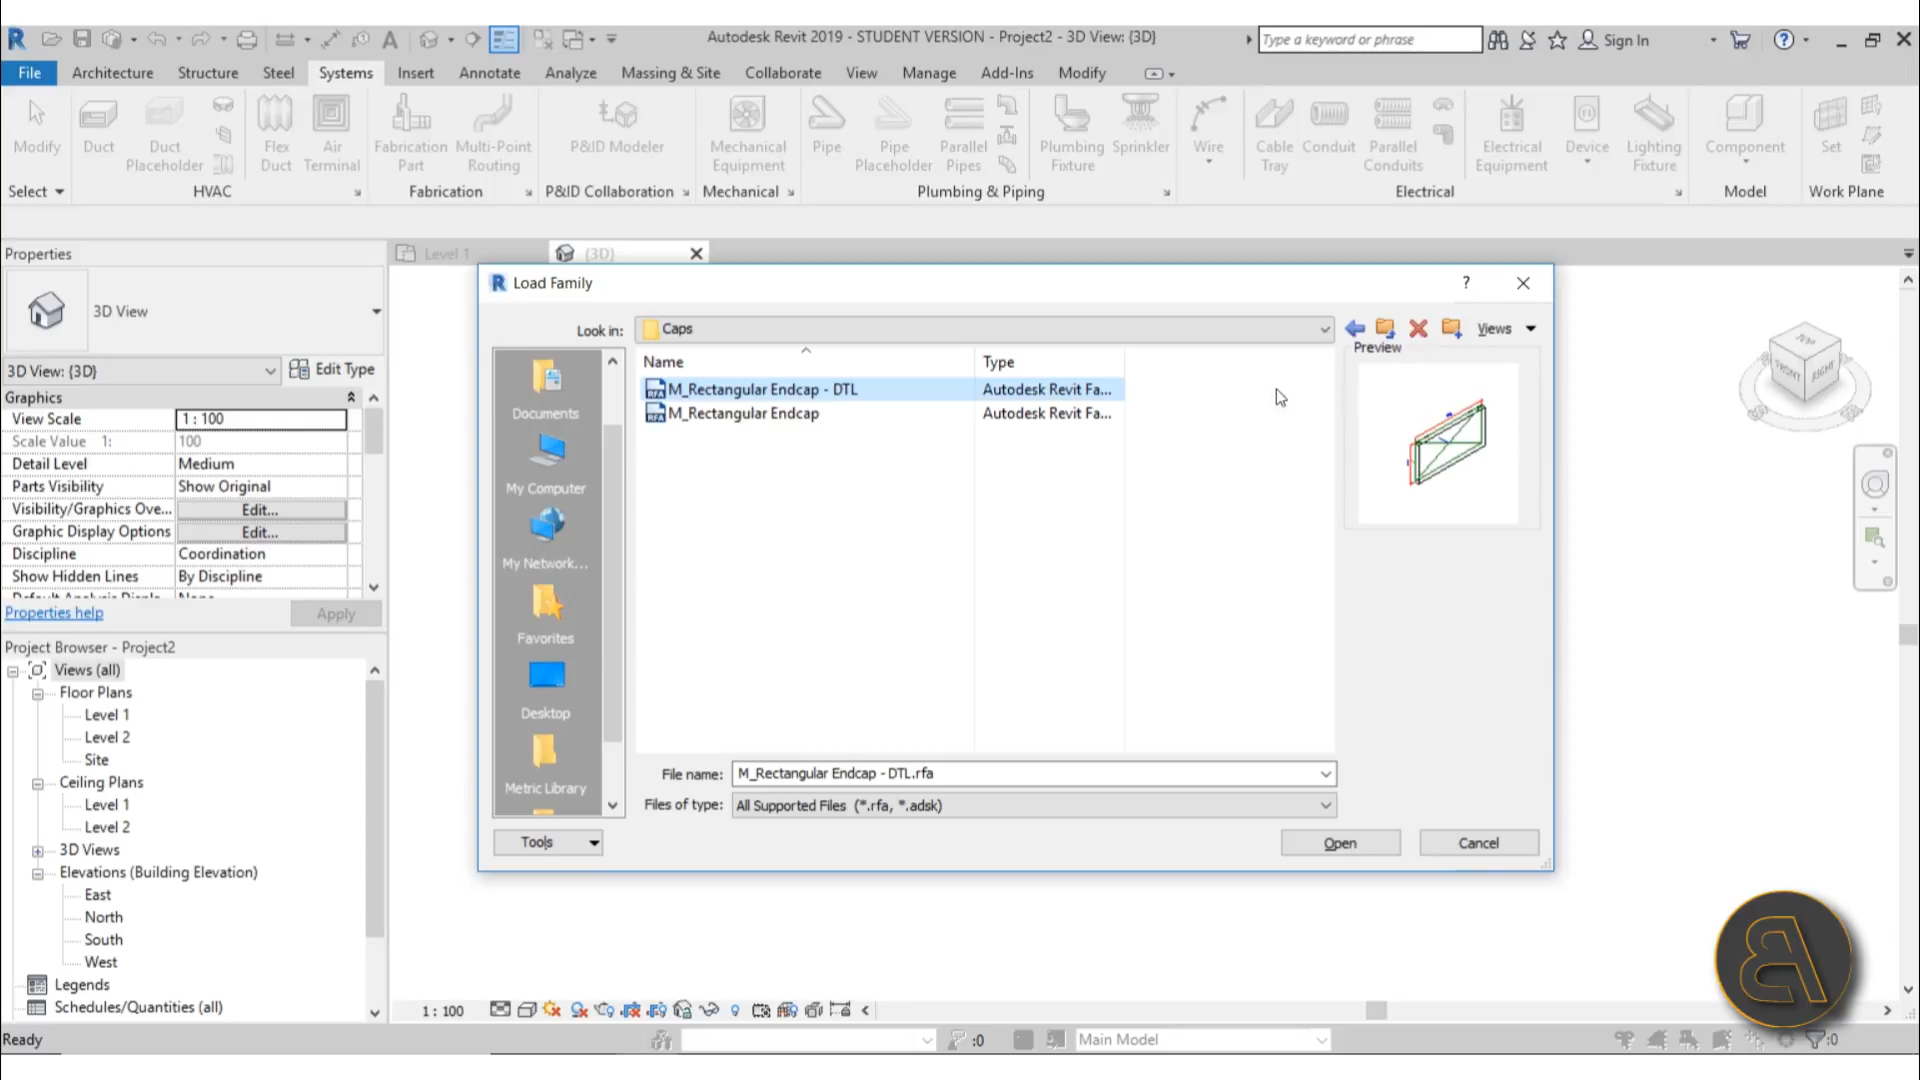 Autodesk Revit 2019 - STUDENT VERSION - Project2 - 3D View: {3D}
Type a keyword or phrase
Sign In
File Architecture Structure Steel Systems Insert Annotate Analyze Massing & Site Collaborate View Manage Add-Ins Modify
Modify
Duct
Duct Placeholder
Flex Duct
Air Terminal
Fabrication Part
Multi-Point Routing
P&ID Modeler
Mechanical Equipment
Pipe
Pipe Placeholder
Parallel Pipes
Plumbing Fixture
Sprinkler
Wire
Cable Tray
Conduit
Parallel Conduits
Electrical Equipment
Device
Lighting Fixture
Component
Set
Select HVAC Fabrication P&ID Collaboration Mechanical Plumbing & Piping Electrical Model Work Plane
Properties
Level 1
{3D}
3D View
3D View: {3D}
Edit Type
Graphics
View Scale 1 : 100
Scale Value 1: 100
Detail Level Medium
Parts Visibility Show Original
Visibility/Graphics Ove... Edit...
Graphic Display Options Edit...
Discipline Coordination
Show Hidden Lines By Discipline
Properties help
Apply
Project Browser - Project2
Views (all)
Floor Plans
Level 1
Level 2
Site
Ceiling Plans
Level 1
Level 2
3D Views
Elevations (Building Elevation)
East
North
South
West
Legends
Schedules/Quantities (all)
Load Family
Look in: Caps
Views
Preview
Name Type
M_Rectangular Endcap - DTL Autodesk Revit Fa...
M_Rectangular Endcap Autodesk Revit Fa...
Documents
My Computer
My Network...
Favorites
Desktop
Metric Library
File name: M_Rectangular Endcap - DTL.rfa
Files of type: All Supported Files (*.rfa, *.adsk)
Tools
Open
Cancel
FRONT
RIGHT
1 : 100
Ready
:0
Main Model
:0